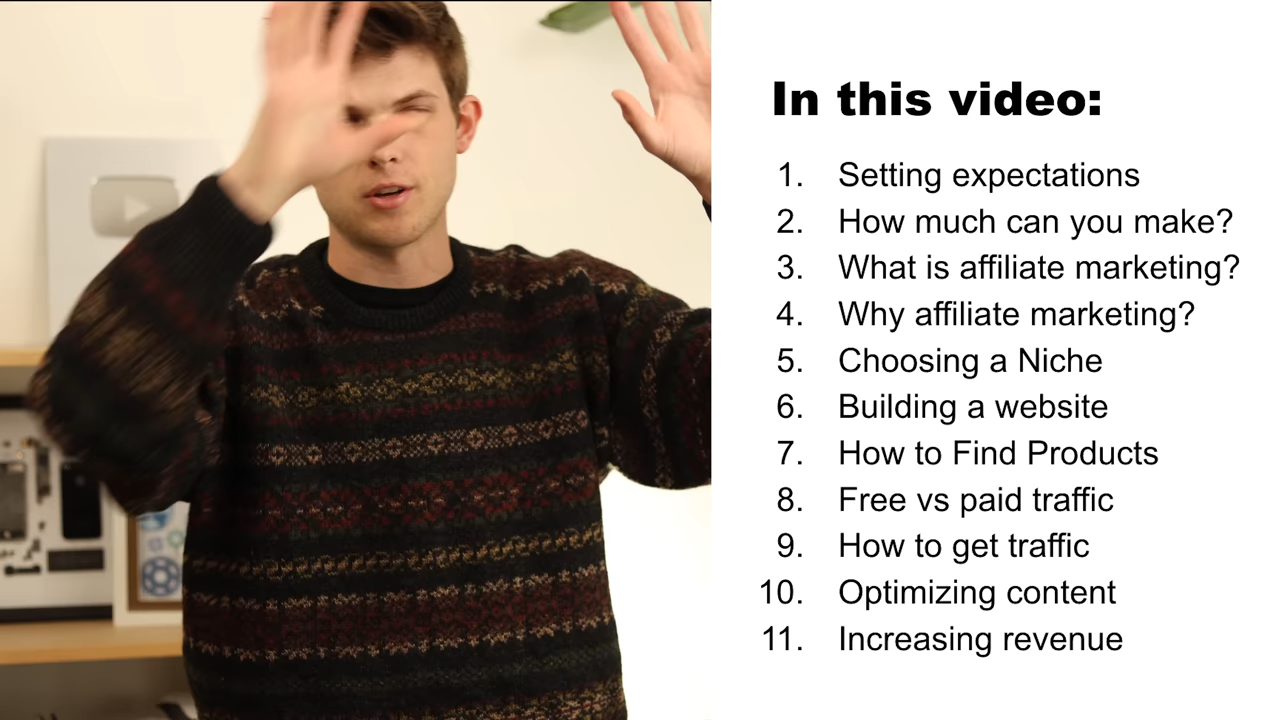 In this video:
1. Setting expectations
2. How much can you make?
3. What is affiliate marketing?
4. Why affiliate marketing?
5. Choosing a Niche
6. Building a website
7. How to Find Products
8. Free vs paid traffic
9. How to get traffic
10. Optimizing content
11. Increasing revenue